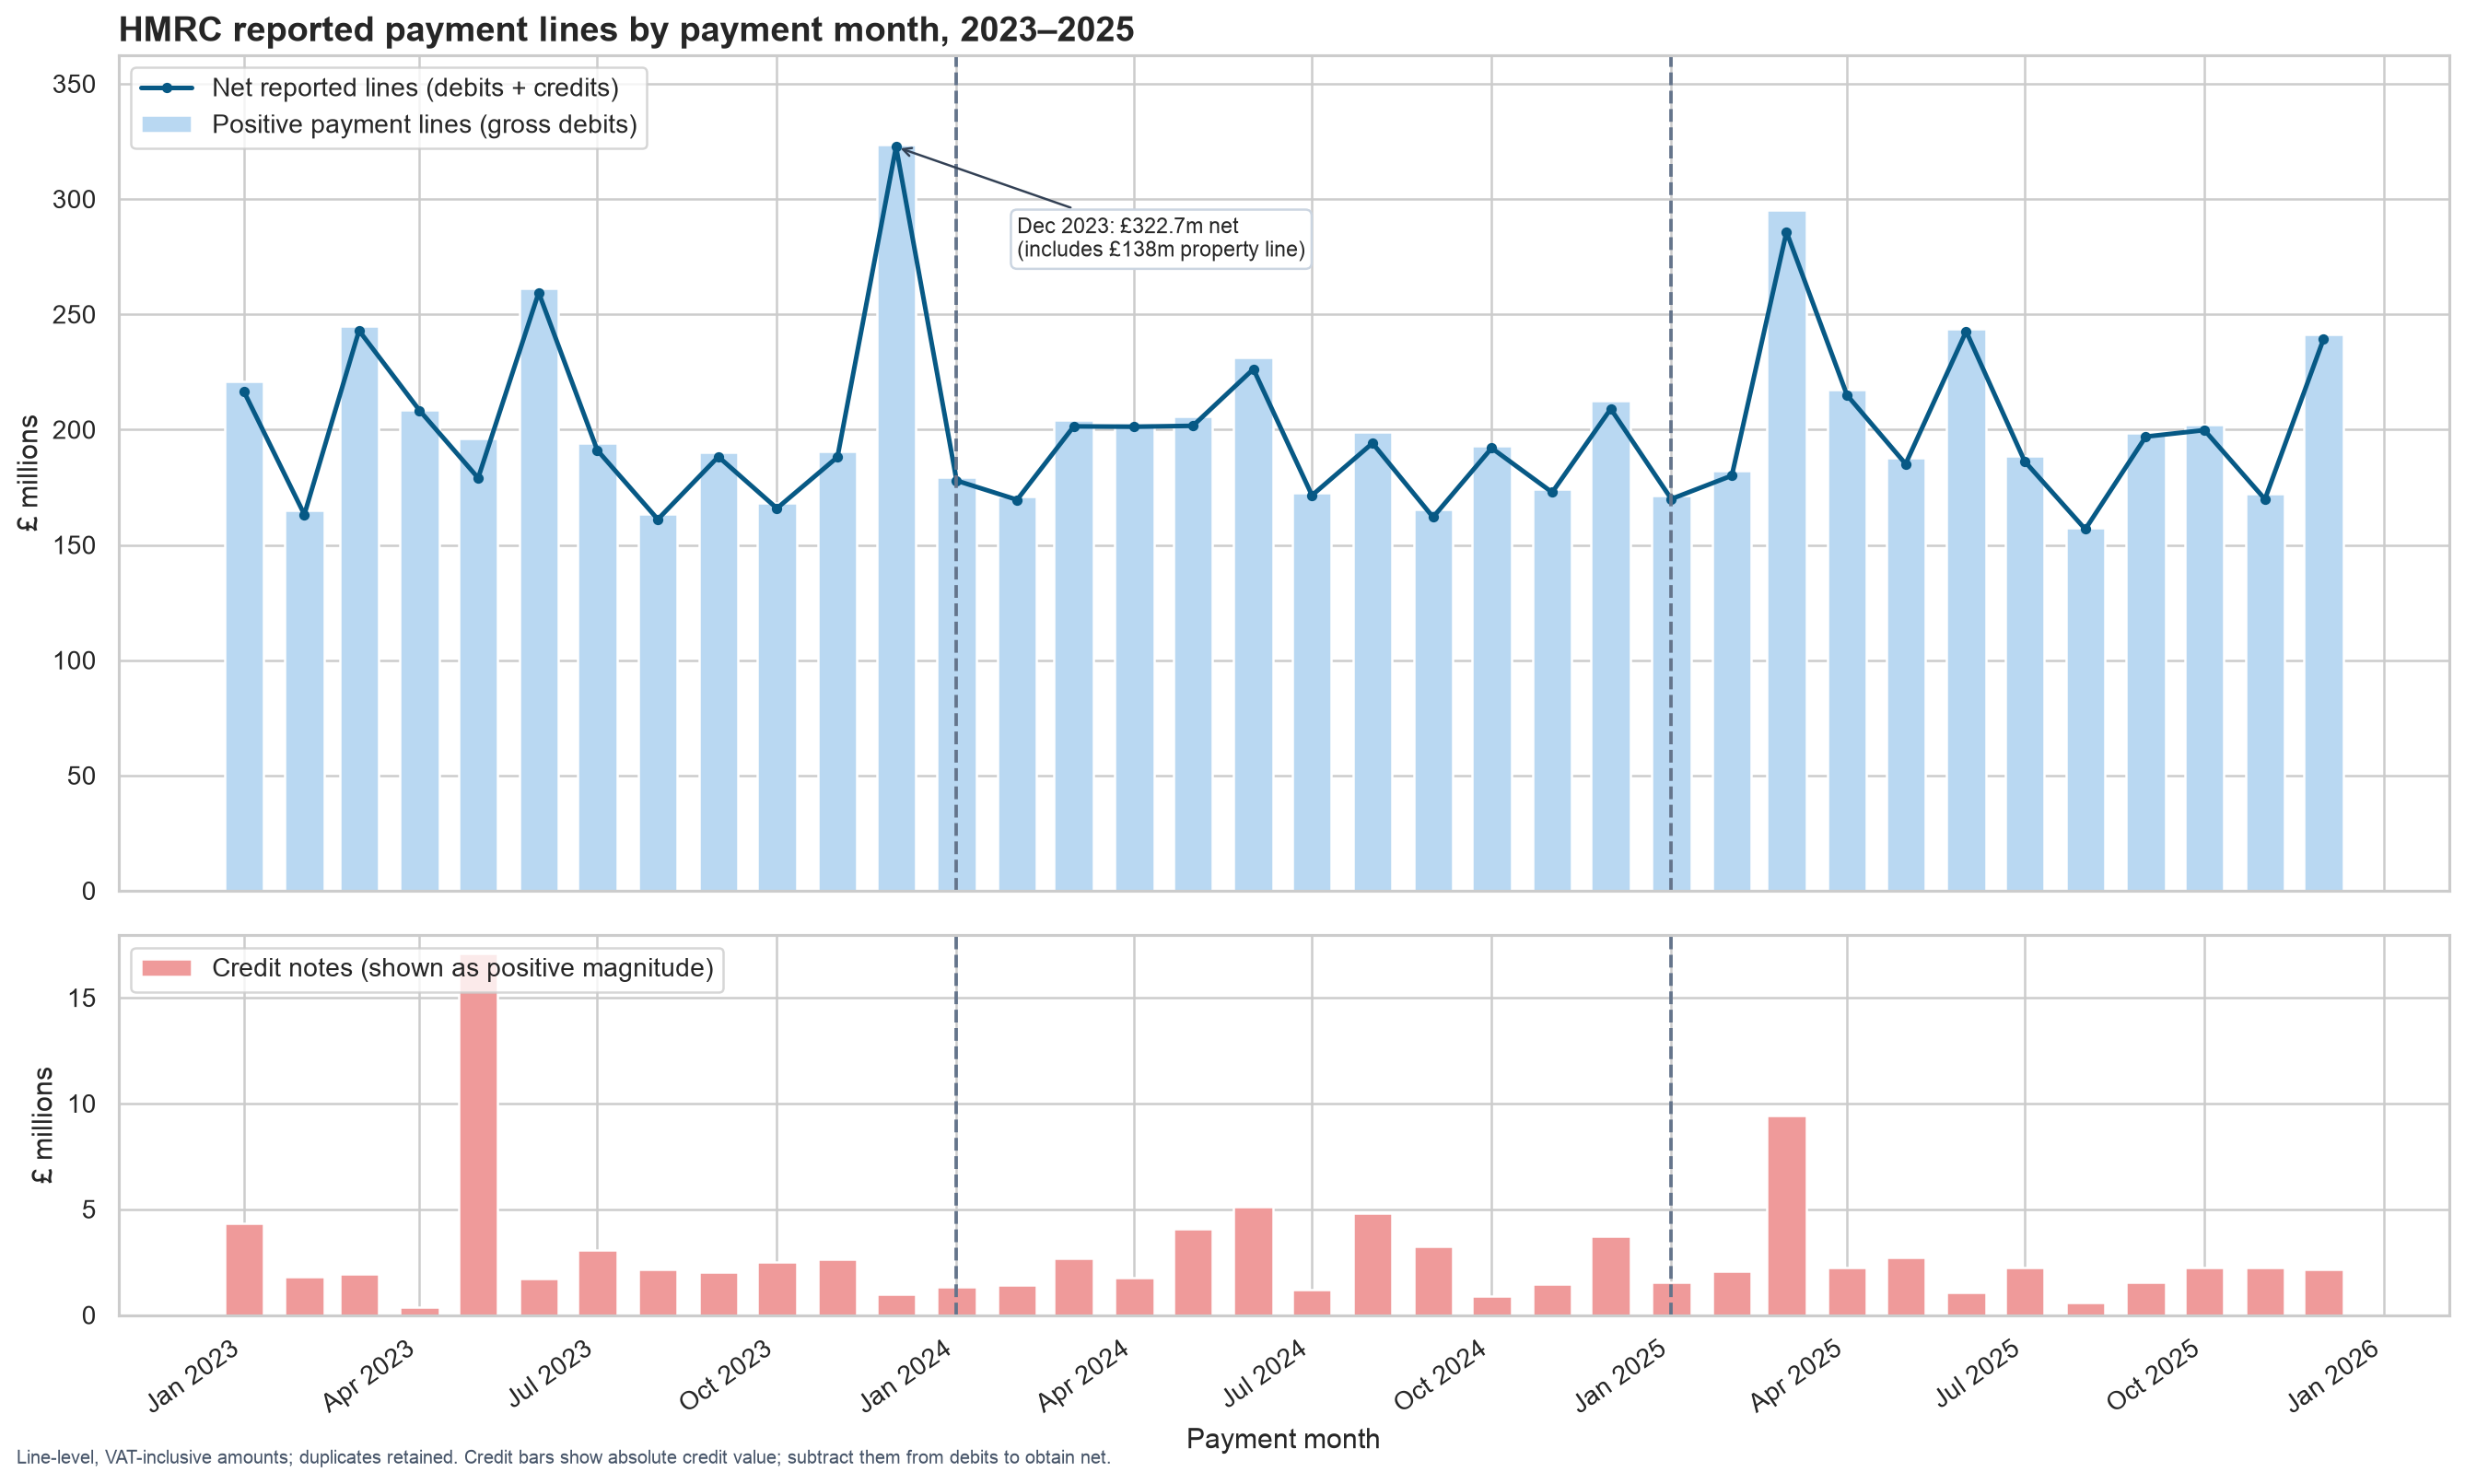 HMRC reported payment lines by payment month, 2023–2025
Net reported lines (debits + credits)
Positive payment lines (gross debits)
Dec 2023: £322.7m net
(includes £138m property line)
£ millions
350
300
250
200
150
100
50
0
Credit notes (shown as positive magnitude)
£ millions
15
10
5
0
Jan 2023
Apr 2023
Jul 2023
Oct 2023
Jan 2024
Apr 2024
Jul 2024
Oct 2024
Jan 2025
Apr 2025
Jul 2025
Oct 2025
Jan 2026
Payment month
Line-level, VAT-inclusive amounts; duplicates retained. Credit bars show absolute credit value; subtract them from debits to obtain net.